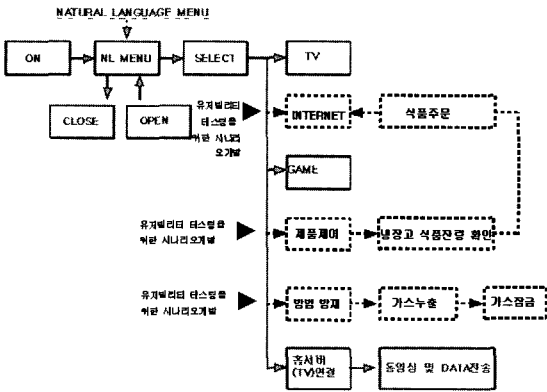 NATURAL LANGUAGE MENU
ON
NL MENU
SELECT
TV
CLOSE
OPEN
유저빌리티
테스팅을
위한 시나리
오개발
INTERNET
식품주문
GAME
유저빌리티 테스팅을
위한 시나리오개발
제품제어
냉장고 식품잔량 확인
유저빌리티 테스팅을
위한 시나리오개발
방범 방재
가스누출
가스잠금
홈서버
(TV)연결
동영상 및 DATA전송